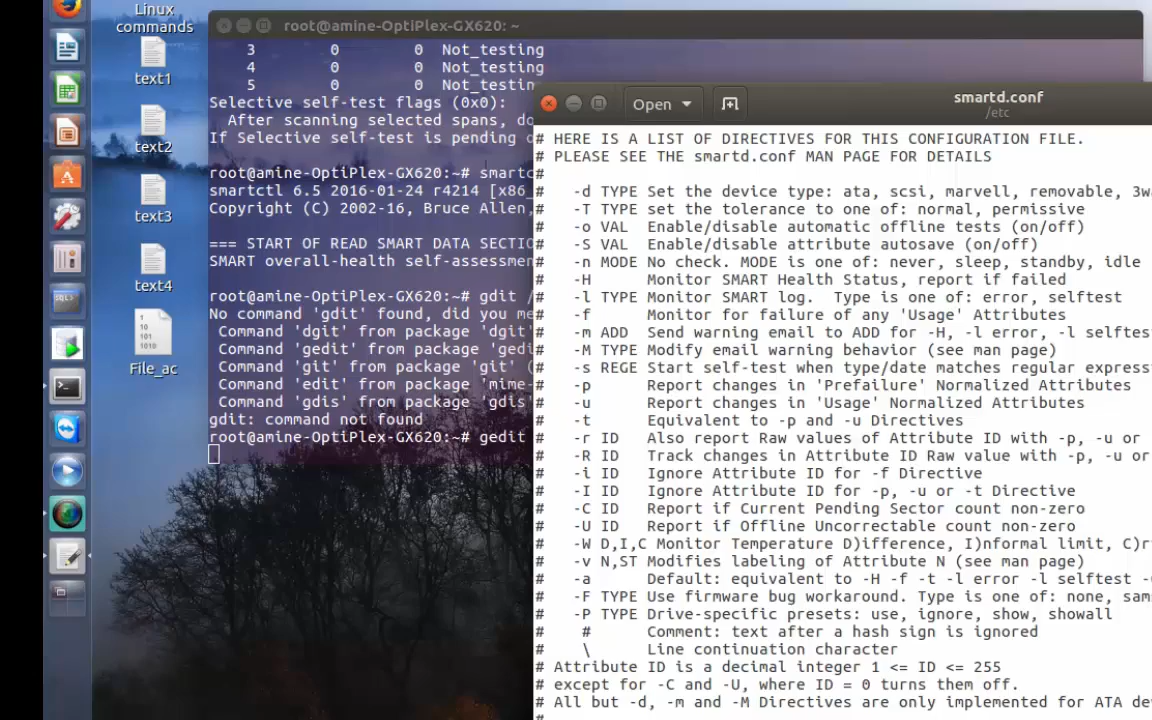 Linux
commands
text1
text2
text3
text4
1
10
101
1010
File_ac
root@amine-OptiPlex-GX620: ~
3 0 0 Not_testing
4 0 0 Not_testing
5 0 0 Not_testin
Selective self-test flags (0x0):
After scanning selected spans, do
If Selective self-test is pending
root@amine-OptiPlex-GX620:~# smartc
smartctl 6.5 2016-01-24 r4214 [x86_
Copyright (C) 2002-16, Bruce Allen,
=== START OF READ SMART DATA SECTIO
SMART overall-health self-assessmen
root@amine-OptiPlex-GX620:~# gdit /
No command 'gdit' found, did you me
Command 'dgit' from package 'dgit'
Command 'gedit' from package 'gedi
Command 'git' from package 'git' (
Command 'edit' from package 'mime-
Command 'gdis' from package 'gdis'
gdit: command not found
root@amine-OptiPlex-GX620:~# gedit
Open
smartd.conf
/etc
# HERE IS A LIST OF DIRECTIVES FOR THIS CONFIGURATION FILE.
# PLEASE SEE THE smartd.conf MAN PAGE FOR DETAILS
#
# -d TYPE Set the device type: ata, scsi, marvell, removable, 3wa
# -T TYPE set the tolerance to one of: normal, permissive
# -o VAL Enable/disable automatic offline tests (on/off)
# -S VAL Enable/disable attribute autosave (on/off)
# -n MODE No check. MODE is one of: never, sleep, standby, idle
# -H Monitor SMART Health Status, report if failed
# -l TYPE Monitor SMART log. Type is one of: error, selftest
# -f Monitor for failure of any 'Usage' Attributes
# -m ADD Send warning email to ADD for -H, -l error, -l selftest
# -M TYPE Modify email warning behavior (see man page)
# -s REGE Start self-test when type/date matches regular express
# -p Report changes in 'Prefailure' Normalized Attributes
# -u Report changes in 'Usage' Normalized Attributes
# -t Equivalent to -p and -u Directives
# -r ID Also report Raw values of Attribute ID with -p, -u or
# -R ID Track changes in Attribute ID Raw value with -p, -u or
# -i ID Ignore Attribute ID for -f Directive
# -I ID Ignore Attribute ID for -p, -u or -t Directive
# -C ID Report if Current Pending Sector count non-zero
# -U ID Report if Offline Uncorrectable count non-zero
# -W D,I,C Monitor Temperature D)ifference, I)nformal limit, C)r
# -v N,ST Modifies labeling of Attribute N (see man page)
# -a Default: equivalent to -H -f -t -l error -l selftest -
# -F TYPE Use firmware bug workaround. Type is one of: none, sam
# -P TYPE Drive-specific presets: use, ignore, show, showall
# # Comment: text after a hash sign is ignored
# \ Line continuation character
# Attribute ID is a decimal integer 1 <= ID <= 255
# except for -C and -U, where ID = 0 turns them off.
# All but -d, -m and -M Directives are only implemented for ATA de
#